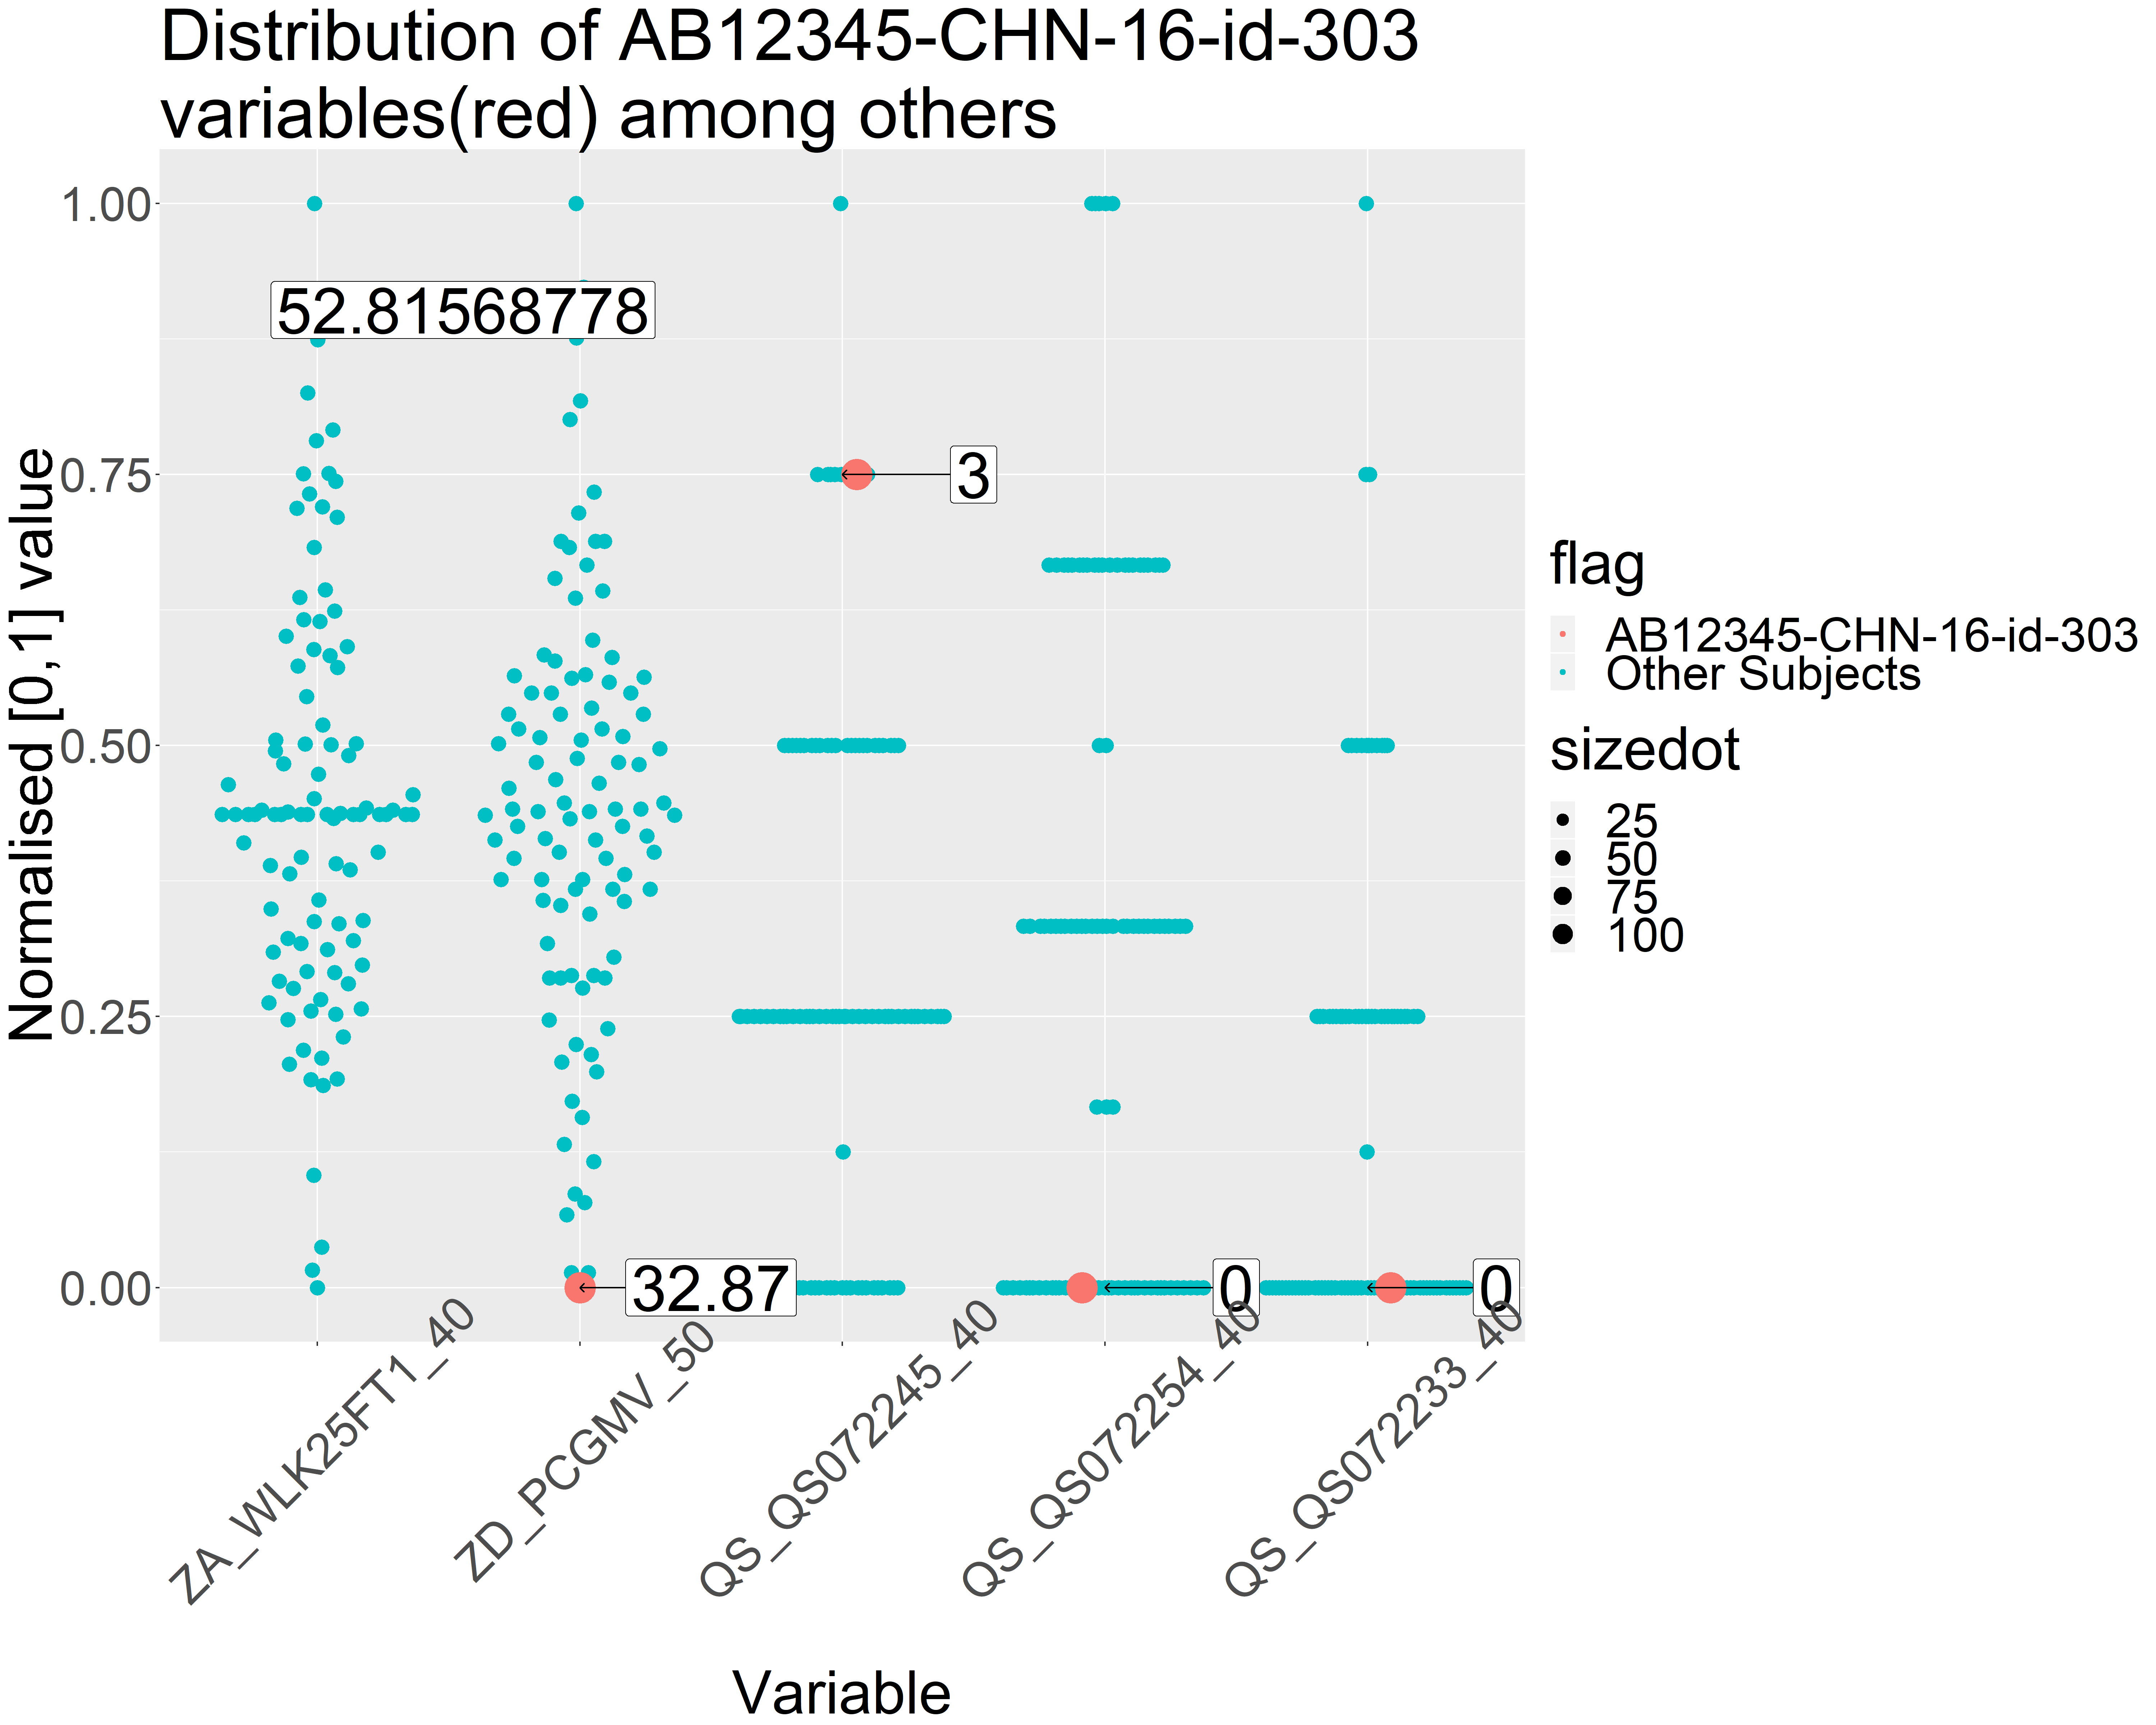 Distribution of AB12345-CHN-16-id-303
variables(red) among others
Normalised [0,1] value
1.00
0.75
0.50
0.25
0.00
52.81568778
3
32.87
0
0
ZA_WLK25FT1_40
ZD_PCGMV_50
QS_QS072245_40
QS_QS072254_40
QS_QS072233_40
Variable
flag
AB12345-CHN-16-id-303
Other Subjects
sizedot
25
50
75
100